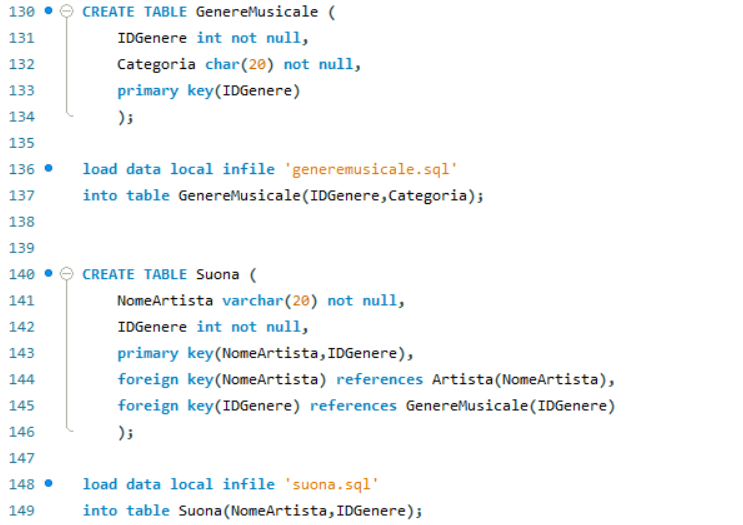 130 CREATE TABLE GenereMusicale (
131 IDGenere int not null,
132 Categoria char(20) not null,
133 primary key(IDGenere)
134 );
135
136 load data local infile 'generemusicale.sql'
137 into table GenereMusicale(IDGenere,Categoria);
138
139
140 CREATE TABLE Suona (
141 NomeArtista varchar(20) not null,
142 IDGenere int not null,
143 primary key(NomeArtista,IDGenere),
144 foreign key(NomeArtista) references Artista(NomeArtista),
145 foreign key(IDGenere) references GenereMusicale(IDGenere)
146 );
147
148 load data local infile 'suona.sql'
149 into table Suona(NomeArtista,IDGenere);